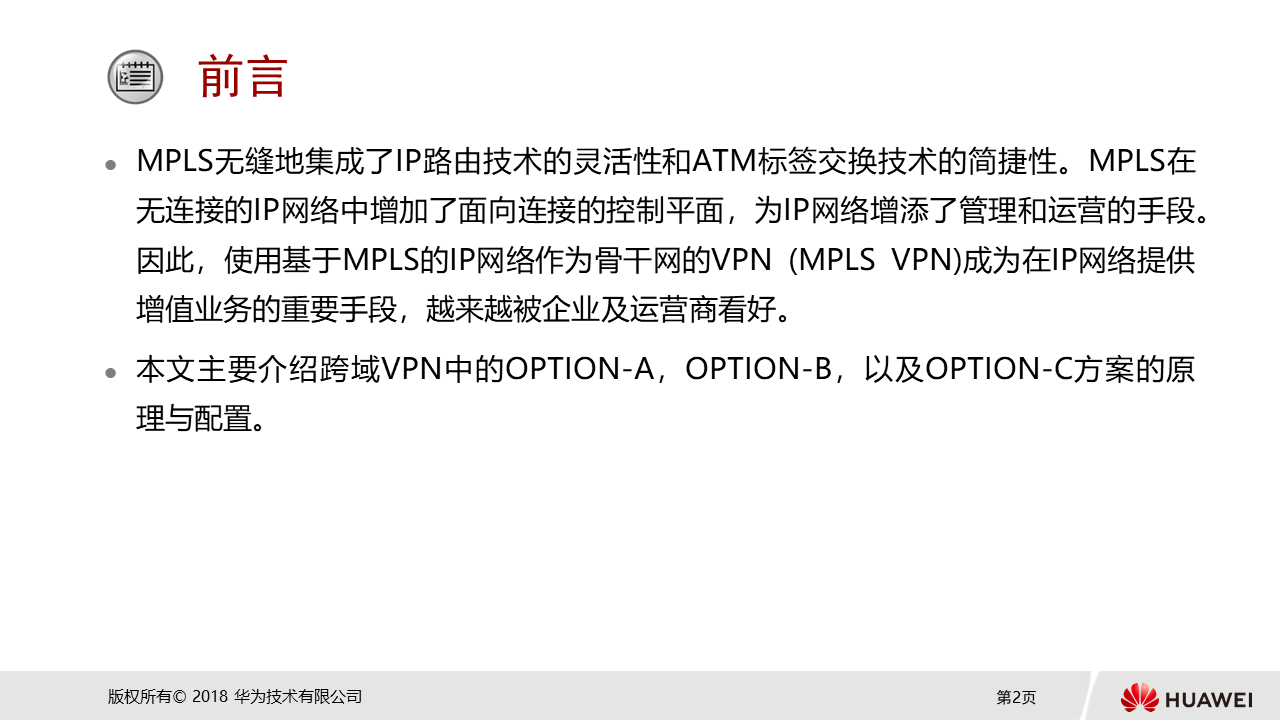 前言
MPLS无缝地集成了IP路由技术的灵活性和ATM标签交换技术的简捷性。MPLS在
无连接的IP网络中增加了面向连接的控制平面，为IP网络增添了管理和运营的手段。
因此，使用基于MPLS的IP网络作为骨干网的VPN (MPLS VPN)成为在IP网络提供
增值业务的重要手段，越来越被企业及运营商看好。
本文主要介绍跨域VPN中的OPTION-A，OPTION-B，以及OPTION-C方案的原
理与配置。
版权所有© 2018 华为技术有限公司
第2页
HUAWEI